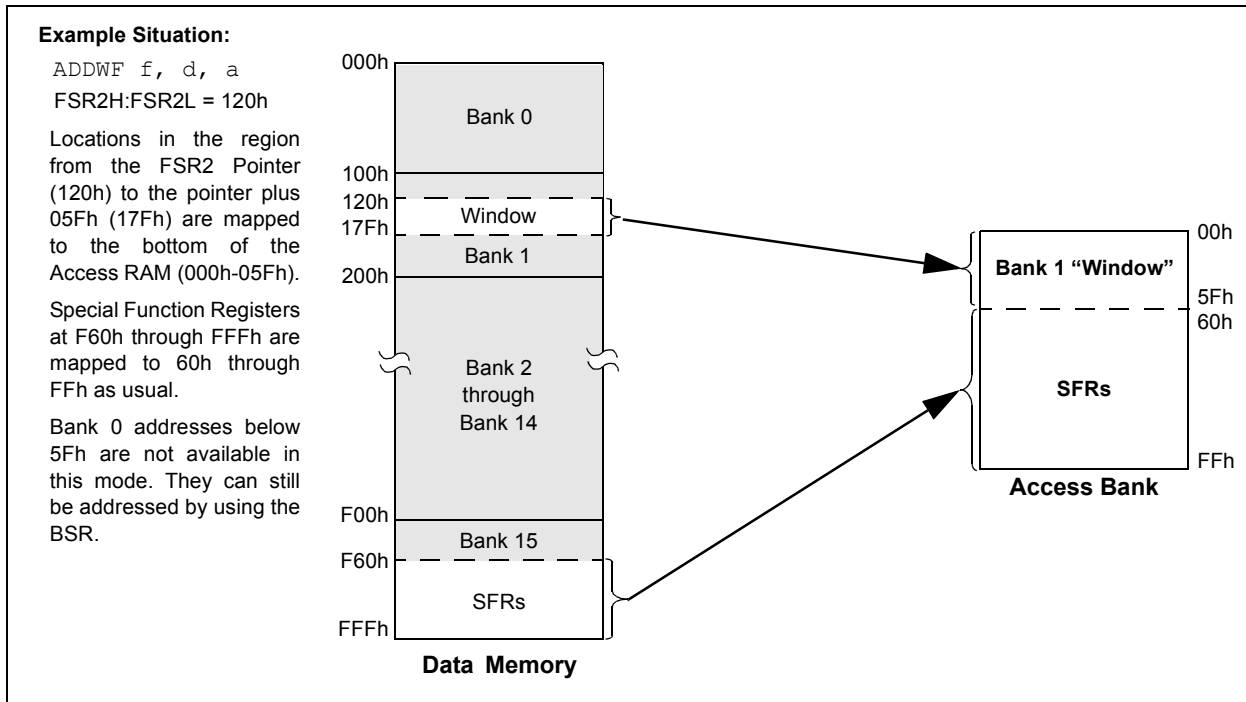 Example Situation:
ADDWF f, d, a
FSR2H:FSR2L = 120h
Locations in the region
from the FSR2 Pointer
(120h) to the pointer plus
05Fh (17Fh) are mapped
to the bottom of the
Access RAM (000h-05Fh).
Special Function Registers
at F60h through FFFh are
mapped to 60h through
FFh as usual.
Bank 0 addresses below
5Fh are not available in
this mode. They can still
be addressed by using the
BSR.
000h
Bank 0
100h
120h
Window
17Fh
Bank 1
200h
Bank 2
through
Bank 14
F00h
Bank 15
F60h
SFRs
FFFh
Data Memory
00h
Bank 1 “Window”
5Fh
60h
SFRs
FFh
Access Bank